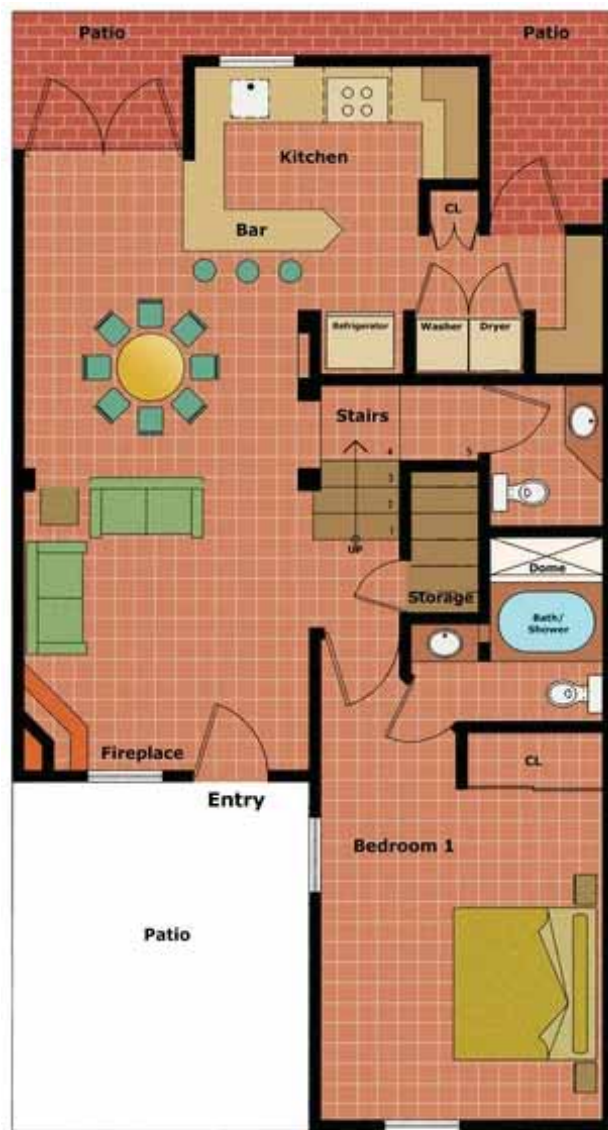 Patio
Patio
Kitchen
CL
Bar
Refrigerator
Washer
Dryer
Stairs
4
5
3
2
1
UP
Dome
Storage
Bath/
Shower
CL
Fireplace
Entry
Bedroom 1
Patio